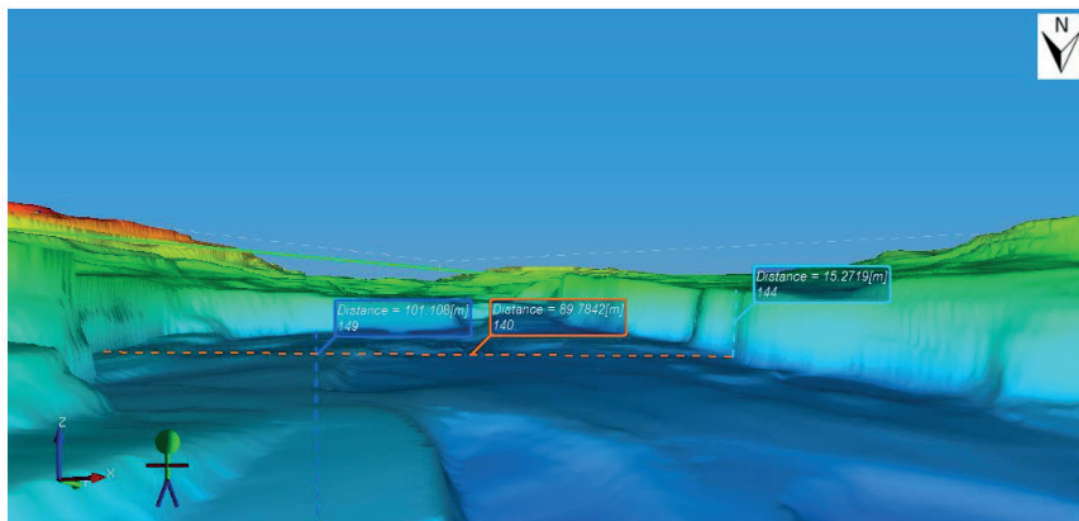 N
Distance = 15.2719[m]
144
Distance = 101.108[m]
149
Distance = 89.7842[m]
140
Z
X
Y